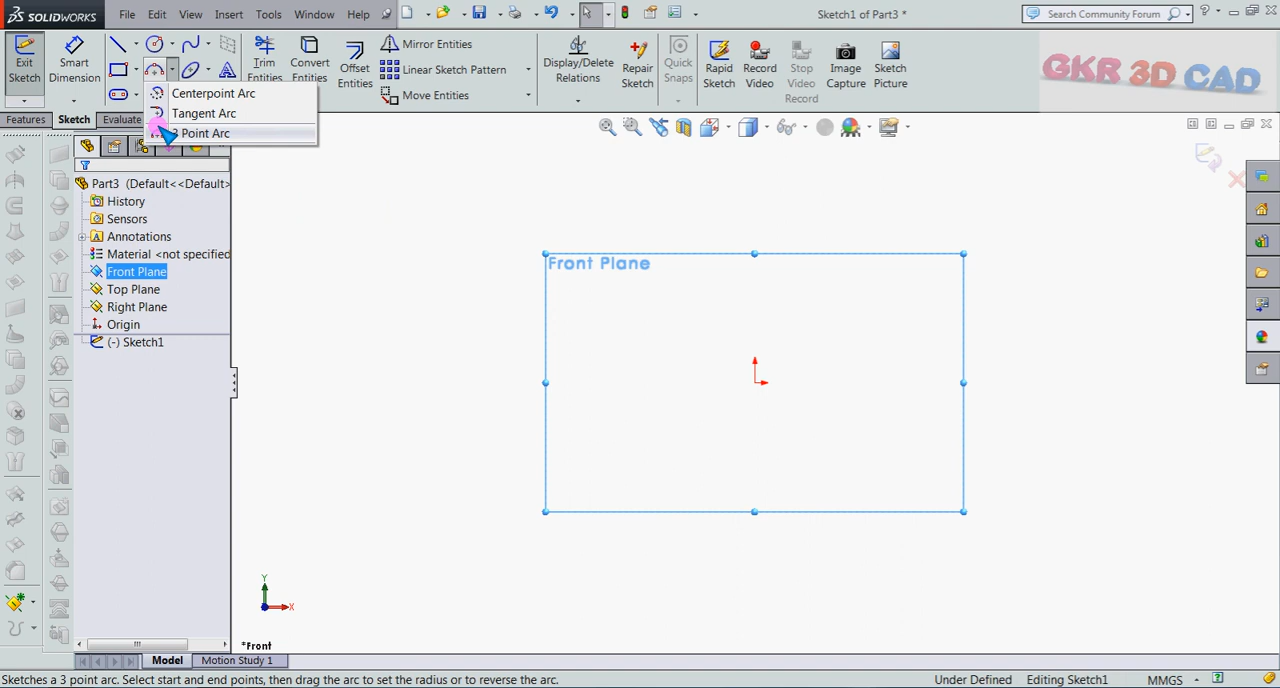 SOLIDWORKS File Edit View Insert Tools Window Help Sketch1 of Part3 * Search Community Forum
Exit Sketch
Smart Dimension
Trim Entities
Convert Entities
Offset Entities
Mirror Entities
Linear Sketch Pattern
Move Entities
Display/Delete Relations
Repair Sketch
Quick Snaps
Rapid Sketch
Record Video
Stop Video Record
Image Capture
Sketch Picture
GKR 3D CAD
Centerpoint Arc
Tangent Arc
3 Point Arc
Features Sketch Evaluate
Part3 (Default<<Default>
History
Sensors
Annotations
Material <not specified
Front Plane
Top Plane
Right Plane
Origin
(-) Sketch1
Front Plane
Y
X
*Front
Model Motion Study 1
Sketches a 3 point arc. Select start and end points, then drag the arc to set the radius or to reverse the arc. Under Defined Editing Sketch1 MMGS